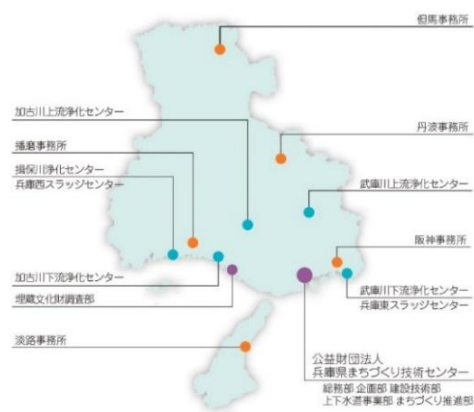 但馬事務所
加古川上流浄化センター
丹波事務所
播磨事務所
揖保川浄化センター
兵庫西スラッジセンター
武庫川上流浄化センター
阪神事務所
加古川下流浄化センター
武庫川下流浄化センター
兵庫東スラッジセンター
埋蔵文化財調査部
淡路事務所
公益財団法人
兵庫県まちづくり技術センター
総務部 企画部 建設技術部
上下水道事業部 まちづくり推進部